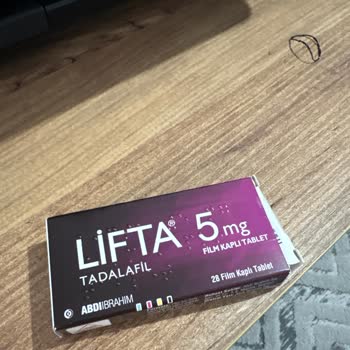 LİFTA® 5 mg
FİLM KAPLI TABLET
TADALAFİL
28 Film Kaplı Tablet
ABDİİBRAHİM